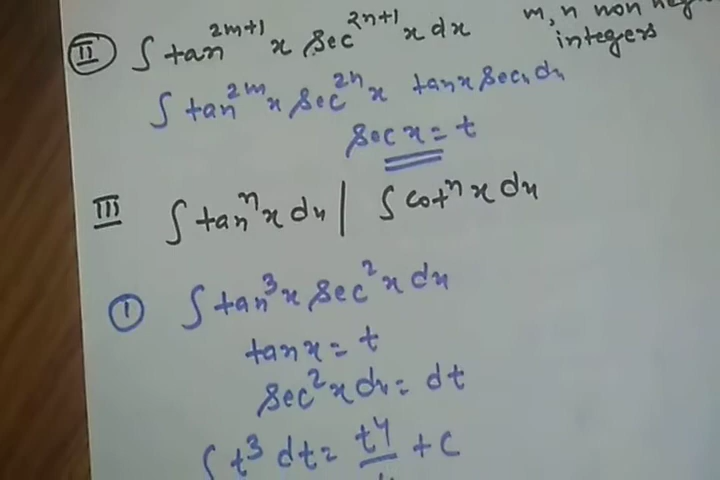 II ∫ tan^{2m+1} x sec^{2n+1} x dx m, n non
integers
∫ tan^{2m} x sec^{2n} x tan x sec x dx
sec x = t
III ∫ tan^n x dx | ∫ cot^n x dx
① ∫ tan^3 x sec^2 x dx
tan x = t
sec^2 x dx = dt
∫ t^3 dt = t^4/4 + c